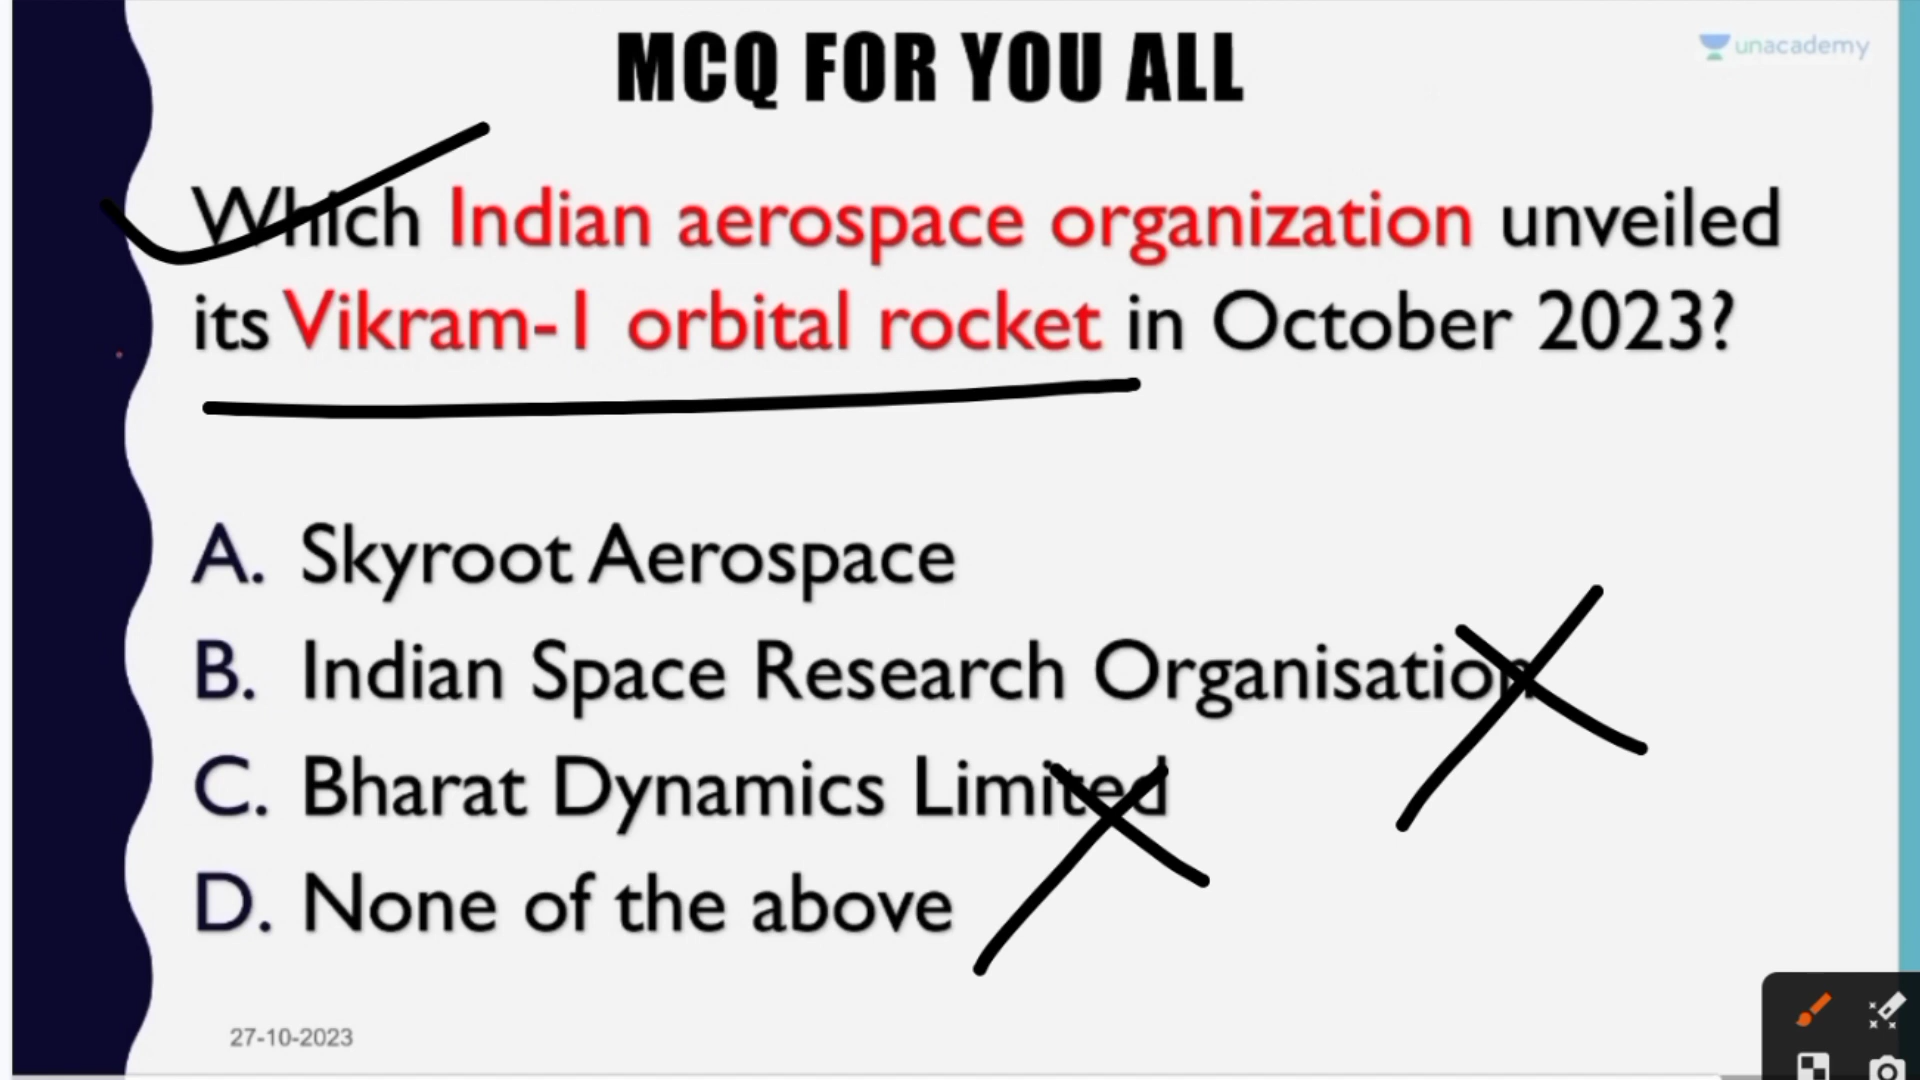 MCQ FOR YOU ALL
unacademy
Which Indian aerospace organization unveiled
its Vikram-1 orbital rocket in October 2023?
A. Skyroot Aerospace
B. Indian Space Research Organisation
C. Bharat Dynamics Limited
D. None of the above
27-10-2023